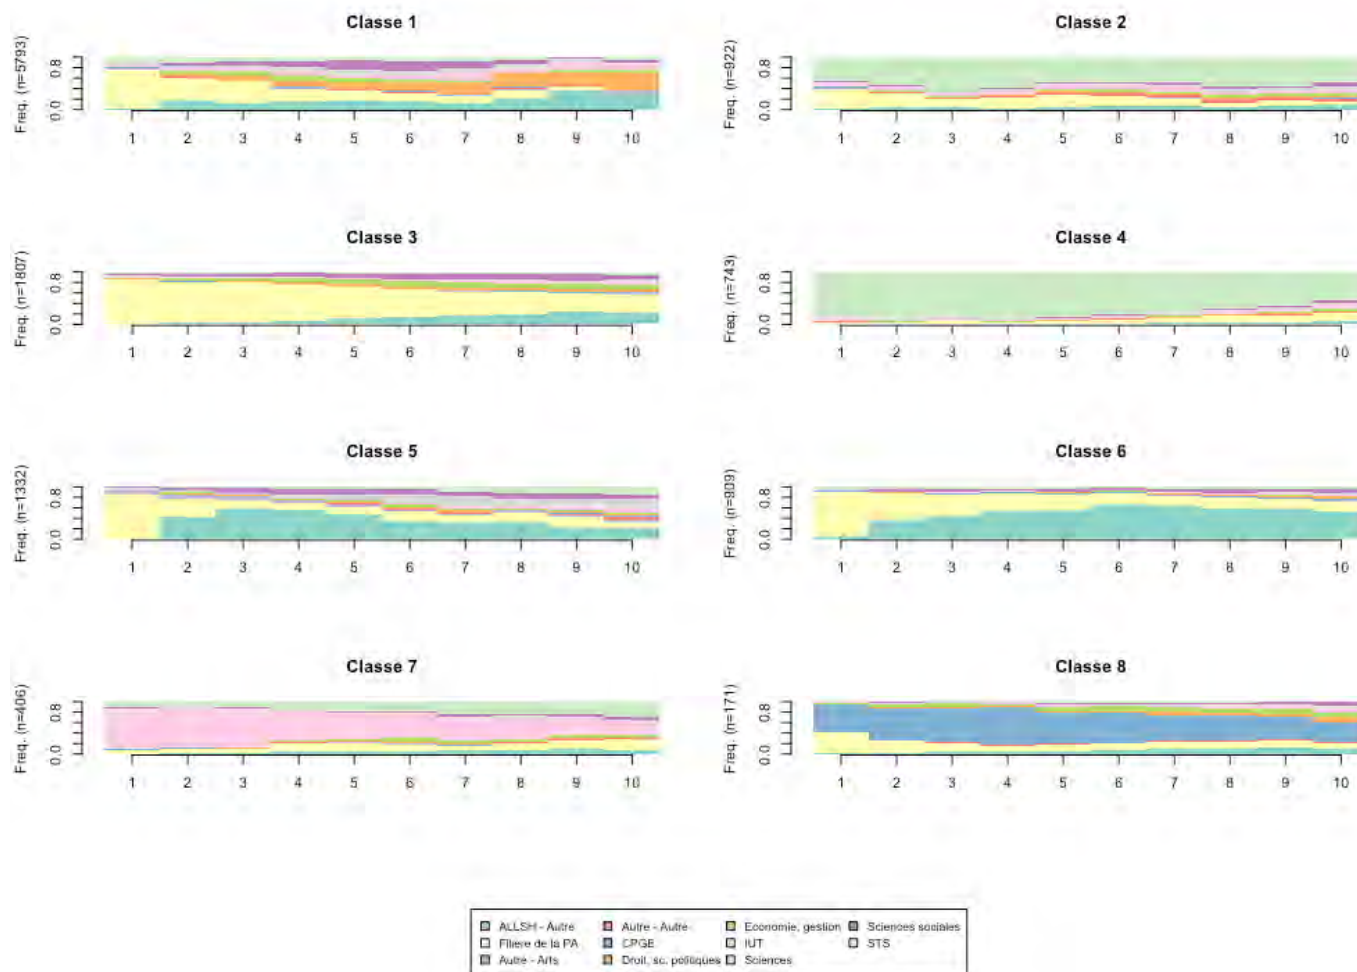 Classe 1
Classe 2
Freq. (n=5793)
0.0 0.8
1 2 3 4 5 6 7 8 9 10
Freq. (n=922)
0.0 0.8
1 2 3 4 5 6 7 8 9 10
Classe 3
Classe 4
Freq. (n=1807)
0.0 0.8
1 2 3 4 5 6 7 8 9 10
Freq. (n=743)
0.0 0.8
1 2 3 4 5 6 7 8 9 10
Classe 5
Classe 6
Freq. (n=1332)
0.0 0.8
1 2 3 4 5 6 7 8 9 10
Freq. (n=909)
0.0 0.8
1 2 3 4 5 6 7 8 9 10
Classe 7
Classe 8
Freq. (n=406)
0.0 0.8
1 2 3 4 5 6 7 8 9 10
Freq. (n=171)
0.0 0.8
1 2 3 4 5 6 7 8 9 10
ALLSH - Autre Autre - Autre Economie, gestion Sciences sociales
Filiere de la PA CPGE IUT STS
Autre - Arts Droit, sc. politiques Sciences